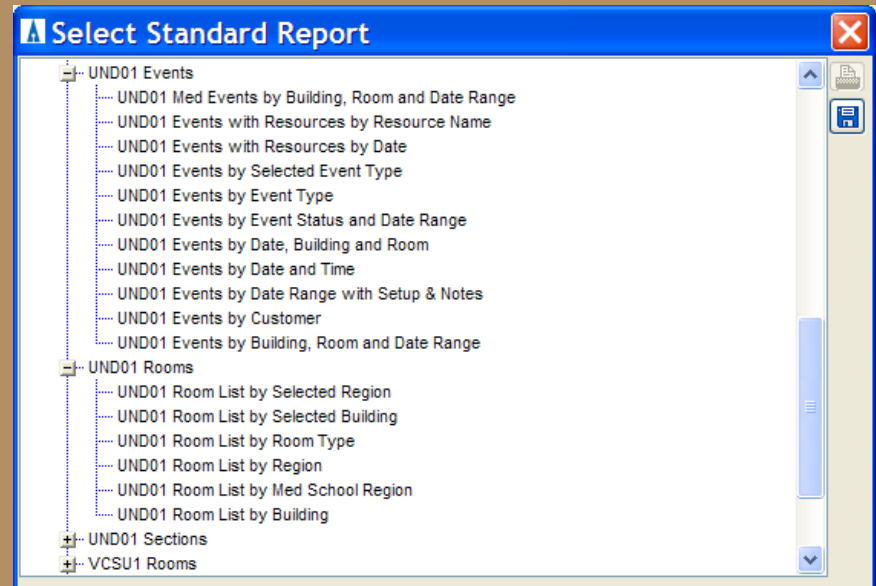 Select Standard Report
UND01 Events
UND01 Med Events by Building, Room and Date Range
UND01 Events with Resources by Resource Name
UND01 Events with Resources by Date
UND01 Events by Selected Event Type
UND01 Events by Event Type
UND01 Events by Event Status and Date Range
UND01 Events by Date, Building and Room
UND01 Events by Date and Time
UND01 Events by Date Range with Setup & Notes
UND01 Events by Customer
UND01 Events by Building, Room and Date Range
UND01 Rooms
UND01 Room List by Selected Region
UND01 Room List by Selected Building
UND01 Room List by Room Type
UND01 Room List by Region
UND01 Room List by Med School Region
UND01 Room List by Building
UND01 Sections
VCSU1 Rooms